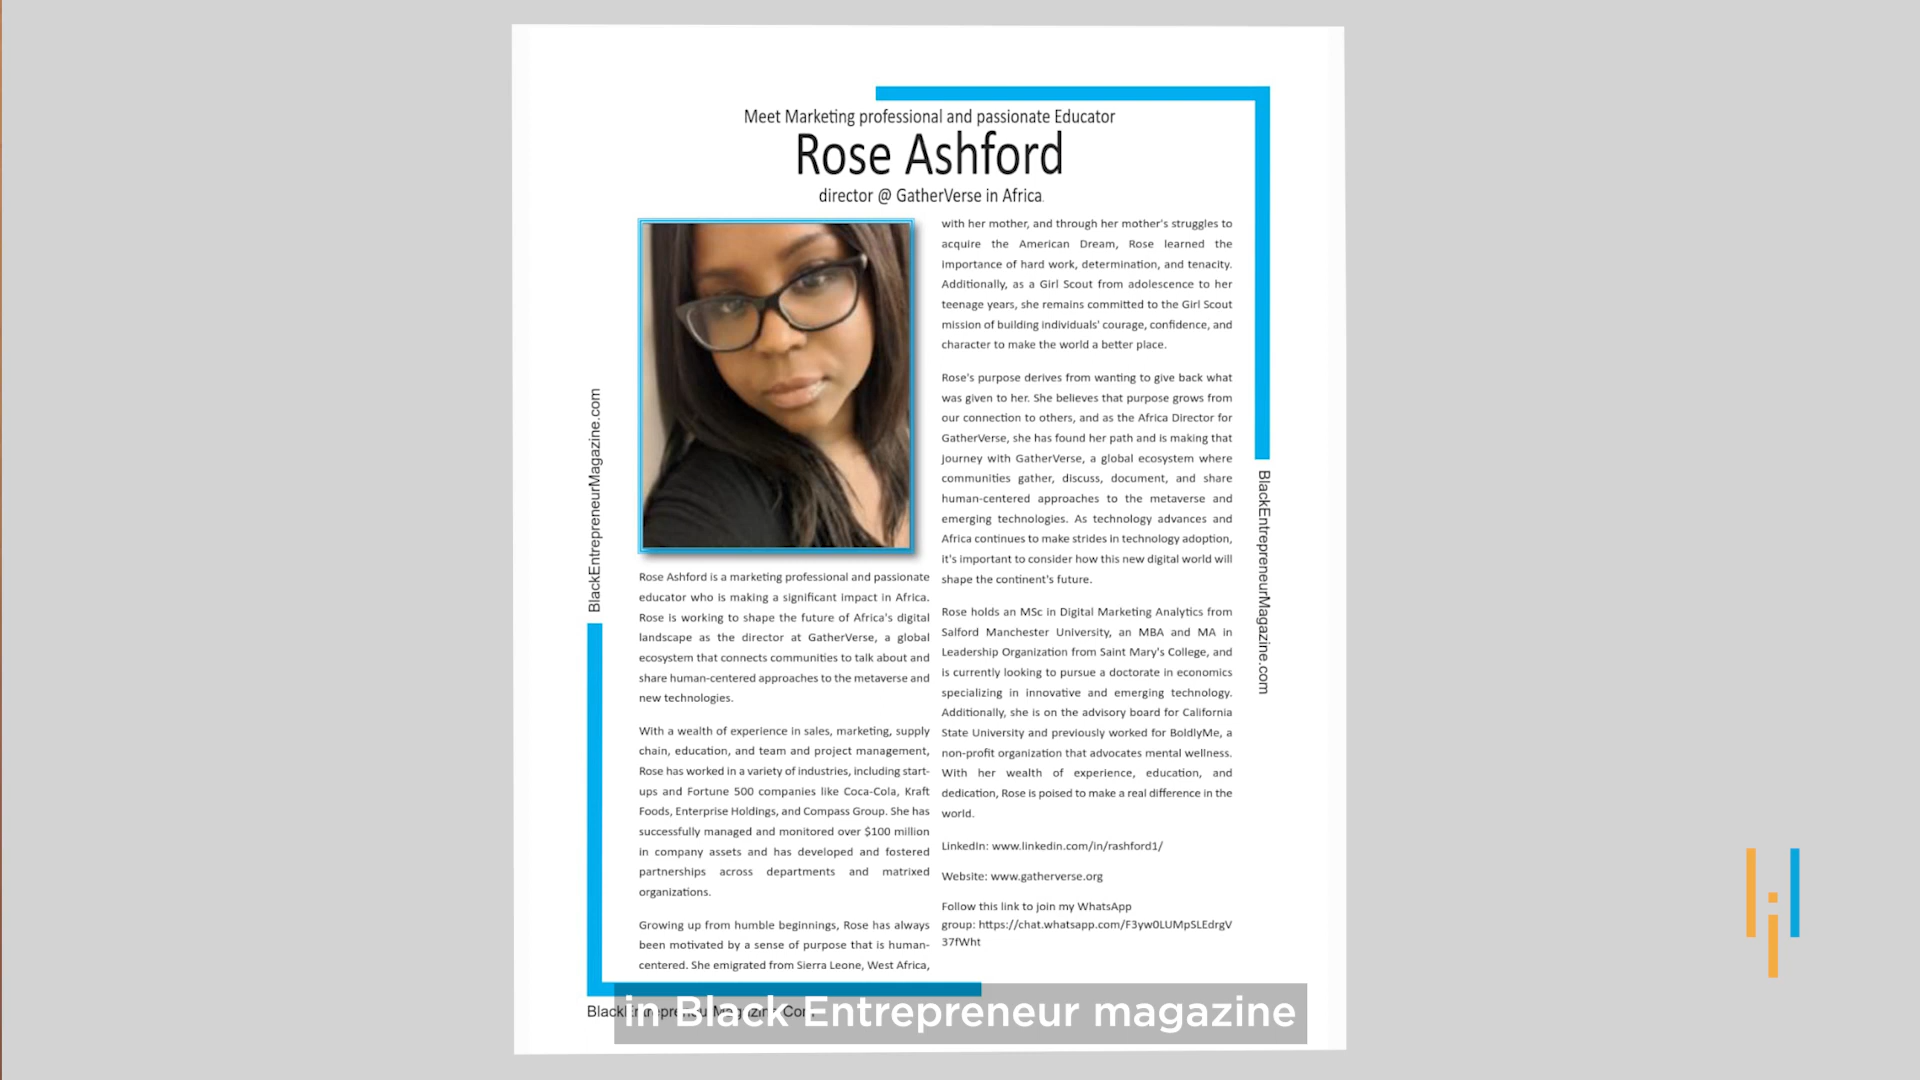 Meet Marketing professional and passionate Educator
Rose Ashford
director @ GatherVerse in Africa.
BlackEntrepreneurMagazine.com
Rose Ashford is a marketing professional and passionate
educator who is making a significant impact in Africa.
Rose is working to shape the future of Africa's digital
landscape as the director at GatherVerse, a global
ecosystem that connects communities to talk about and
share human-centered approaches to the metaverse and
new technologies.
With a wealth of experience in sales, marketing, supply
chain, education, and team and project management,
Rose has worked in a variety of industries, including start-
ups and Fortune 500 companies like Coca-Cola, Kraft
Foods, Enterprise Holdings, and Compass Group. She has
successfully managed and monitored over $100 million
in company assets and has developed and fostered
partnerships across departments and matrixed
organizations.
Growing up from humble beginnings, Rose has always
been motivated by a sense of purpose that is human-
centered. She emigrated from Sierra Leone, West Africa,
with her mother, and through her mother's struggles to
acquire the American Dream, Rose learned the
importance of hard work, determination, and tenacity.
Additionally, as a Girl Scout from adolescence to her
teenage years, she remains committed to the Girl Scout
mission of building individuals' courage, confidence, and
character to make the world a better place.
Rose's purpose derives from wanting to give back what
was given to her. She believes that purpose grows from
our connection to others, and as the Africa Director for
GatherVerse, she has found her path and is making that
journey with GatherVerse, a global ecosystem where
communities gather, discuss, document, and share
human-centered approaches to the metaverse and
emerging technologies. As technology advances and
Africa continues to make strides in technology adoption,
it's important to consider how this new digital world will
shape the continent's future.
Rose holds an MSc in Digital Marketing Analytics from
Salford Manchester University, an MBA and MA in
Leadership Organization from Saint Mary's College, and
is currently looking to pursue a doctorate in economics
specializing in innovative and emerging technology.
Additionally, she is on the advisory board for California
State University and previously worked for BoldlyMe, a
non-profit organization that advocates mental wellness.
With her wealth of experience, education, and
dedication, Rose is poised to make a real difference in the
world.
LinkedIn: www.linkedin.com/in/rashford1/
Website: www.gatherverse.org
Follow this link to join my WhatsApp
group: https://chat.whatsapp.com/F3yw0LUMpSLEdrgV
37fWht
BlackEntrepreneurMagazine.com
BlackEntrepreneurMagazine.Com
in Black Entrepreneur magazine